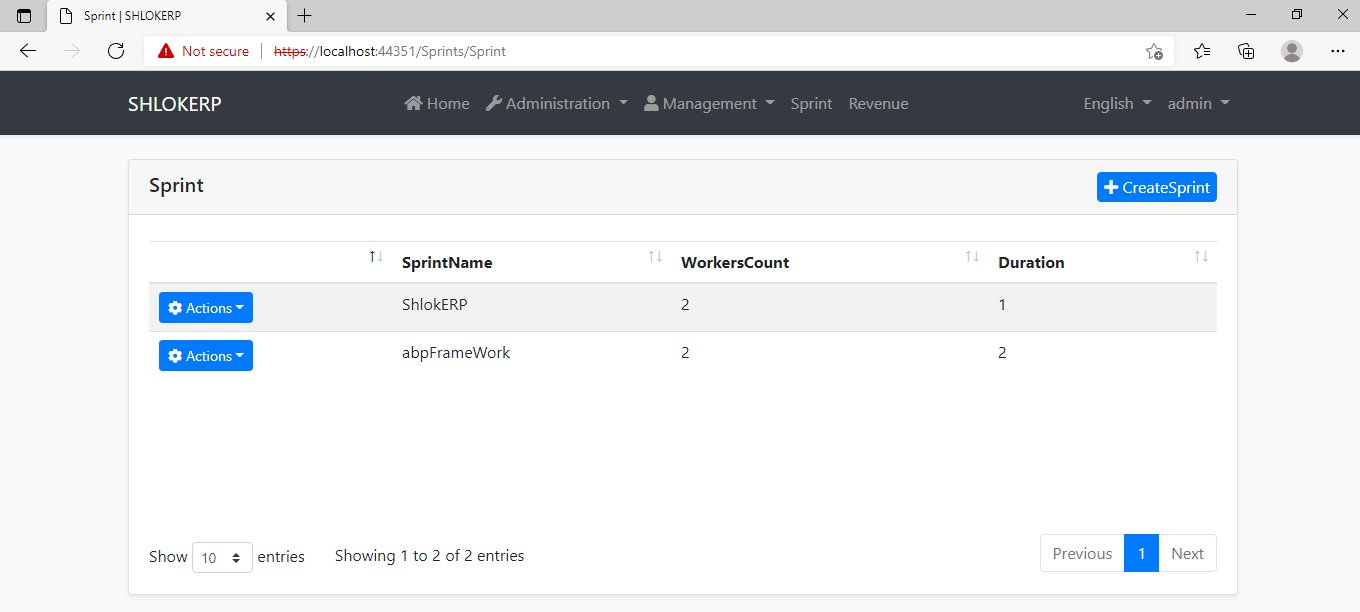 Sprint | SHLOKERP
Not secure https://localhost:44351/Sprints/Sprint
SHLOKERP Home Administration Management Sprint Revenue English admin
Sprint CreateSprint
SprintName WorkersCount Duration
Actions ShlokERP 2 1
Actions abpFrameWork 2 2
Show 10 entries Showing 1 to 2 of 2 entries Previous 1 Next